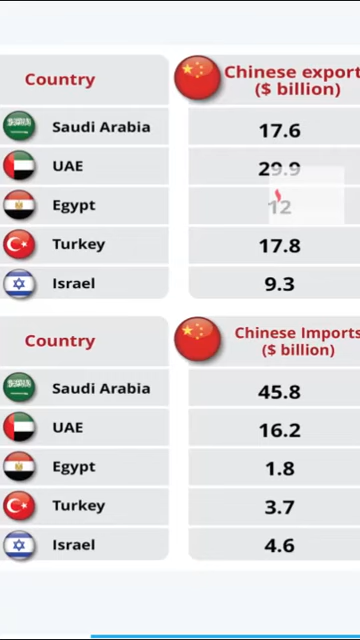 Country Chinese export
($ billion)
Saudi Arabia 17.6
UAE 29.9
Egypt 12
Turkey 17.8
Israel 9.3
Country Chinese Imports
($ billion)
Saudi Arabia 45.8
UAE 16.2
Egypt 1.8
Turkey 3.7
Israel 4.6